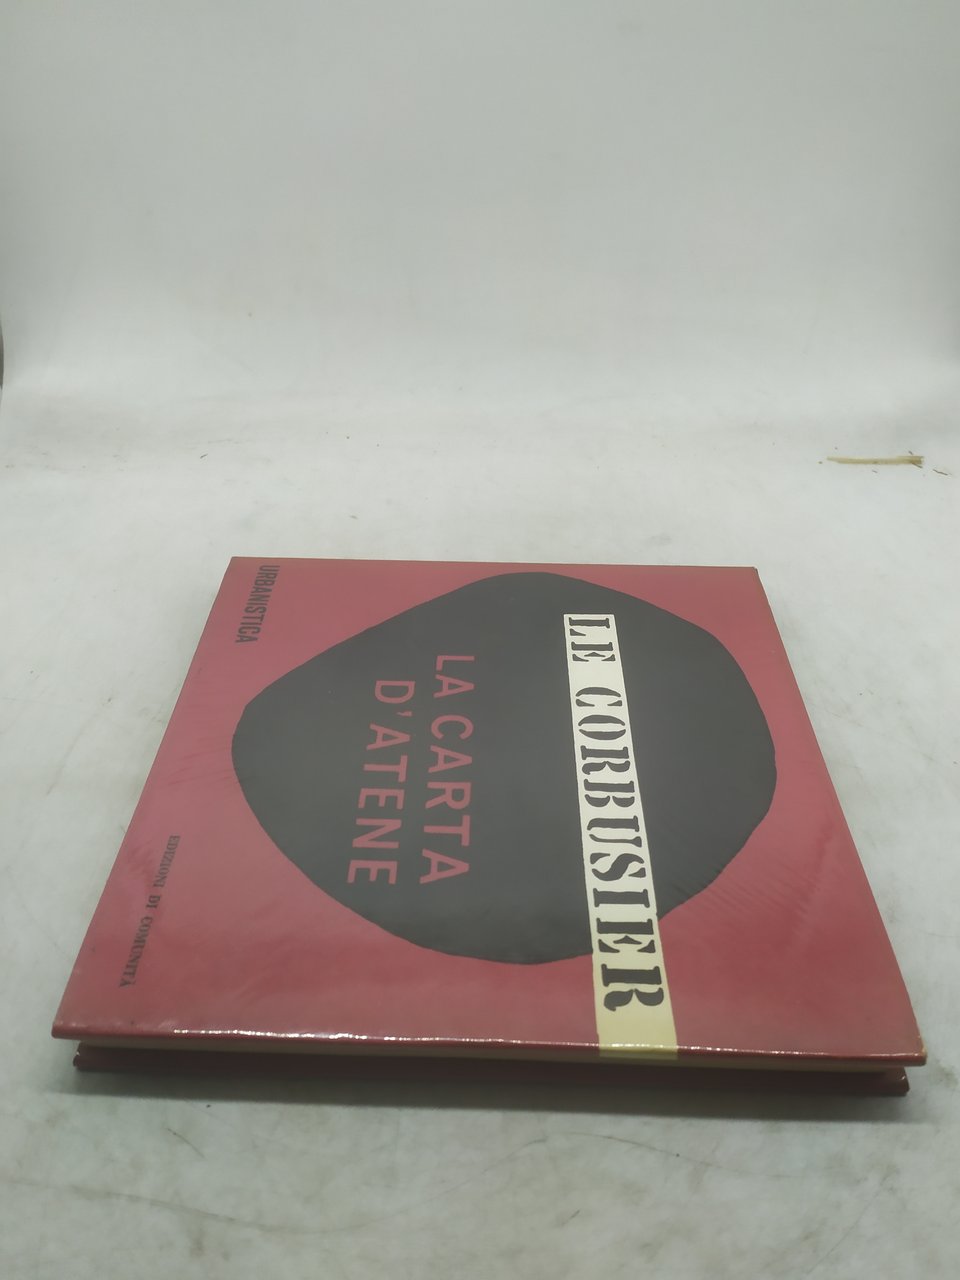 LE CORBUSIER
LA CARTA
D'ATENE
URBANISTICA
EDIZIONI DI COMUNITÀ